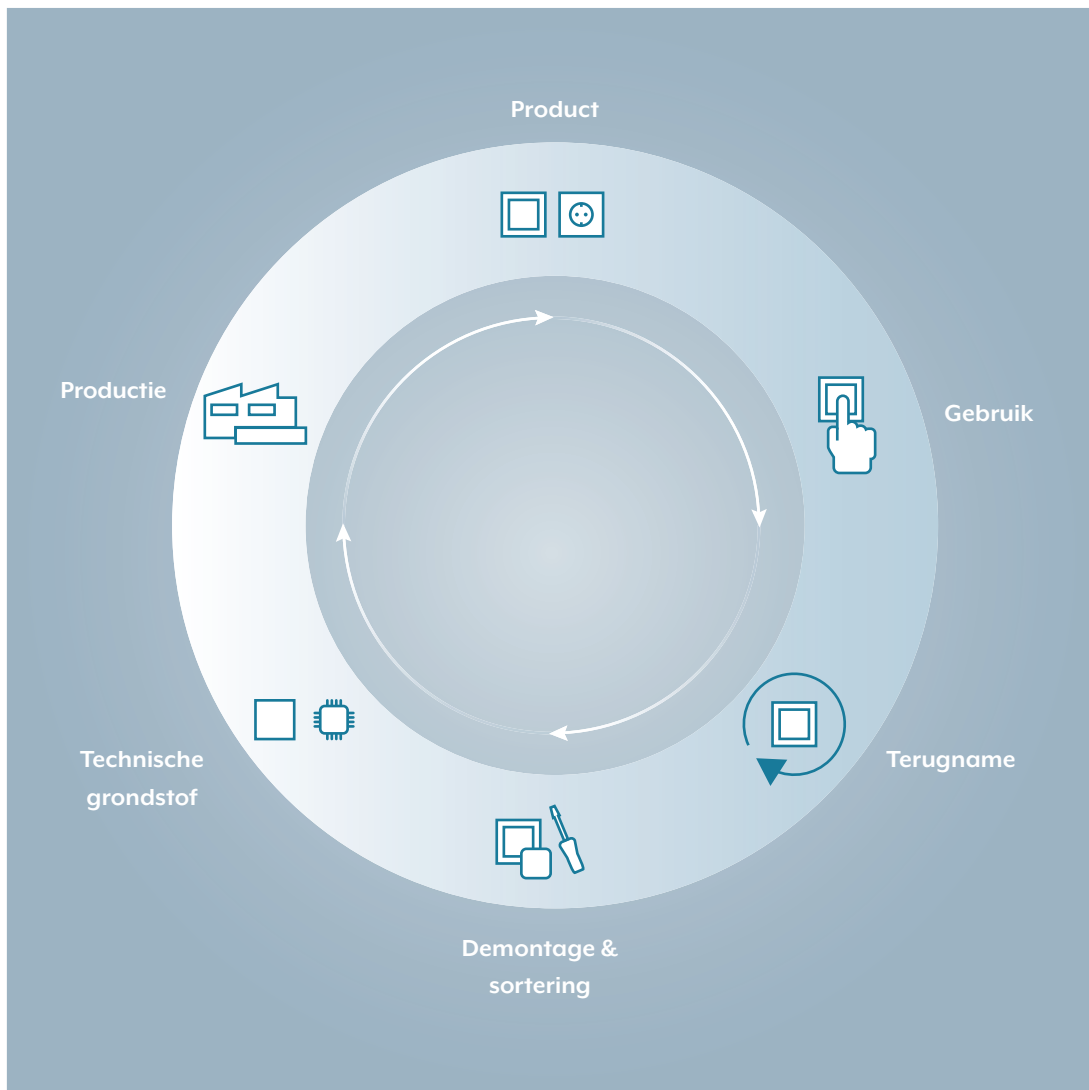 Product
Productie
Gebruik
Technische
grondstof
Terugname
Demontage &
sortering